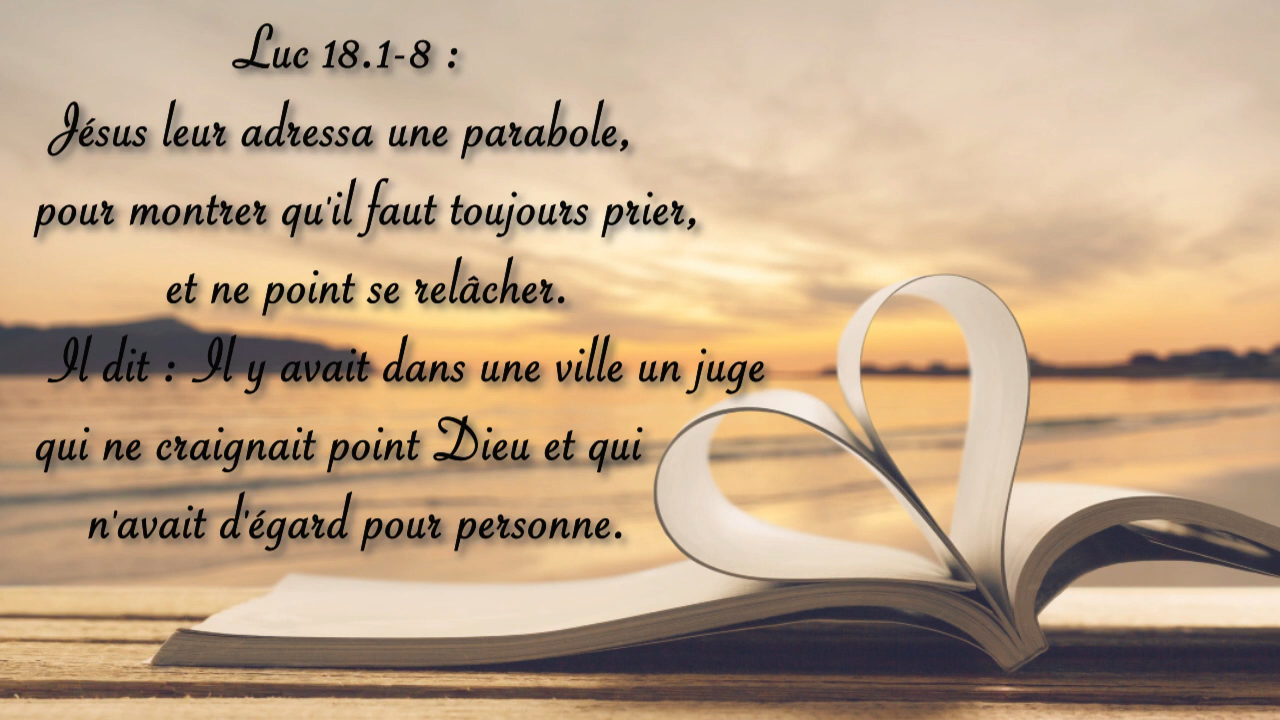 Luc 18.1-8 :
Jésus leur adressa une parabole,
pour montrer qu'il faut toujours prier,
et ne point se relâcher.
Il dit : Il y avait dans une ville un juge
qui ne craignait point Dieu et qui
n'avait d'égard pour personne.